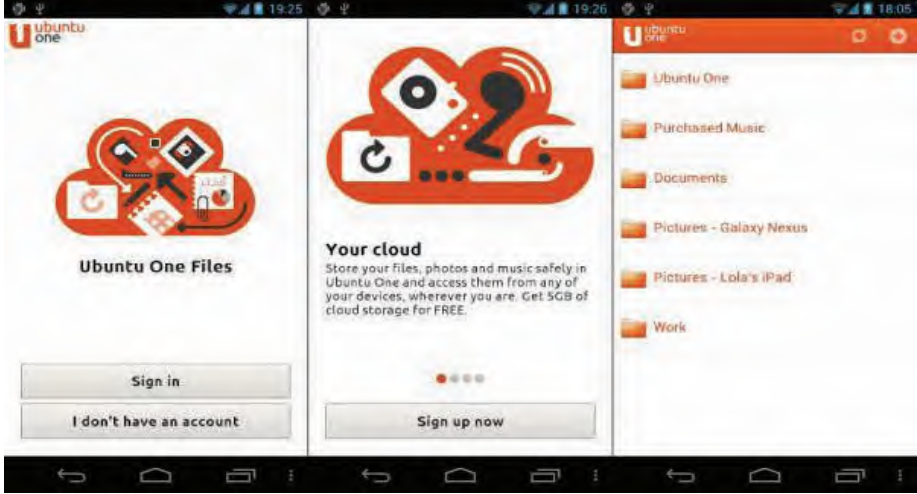 19:25
ubuntu
one
Ubuntu One Files
Sign in
I don't have an account
19:26
Your cloud
Store your files, photos and music safely in
Ubuntu One and access them from any of
your devices, wherever you are. Get 5GB of
cloud storage for FREE.
Sign up now
18:05
ubuntu
one
Ubuntu One
Purchased Music
Documents
Pictures - Galaxy Nexus
Pictures - Lola's iPad
Work